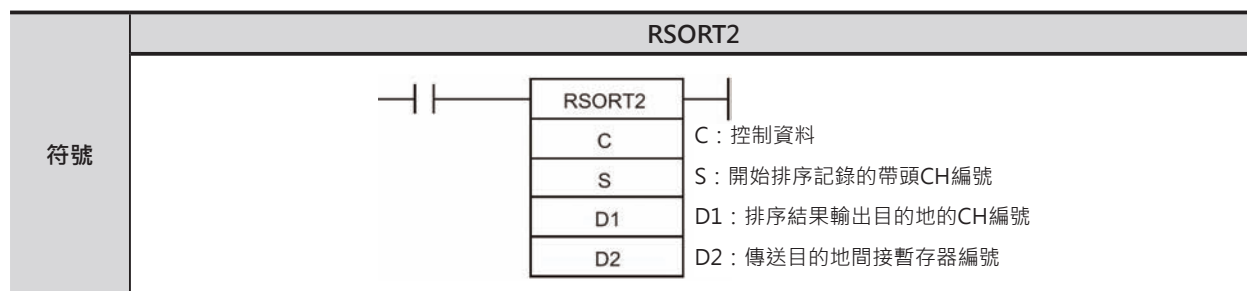 RSORT2
符號
RSORT2
C
C：控制資料
S
S：開始排序記錄的帶頭CH編號
D1
D1：排序結果輸出目的地的CH編號
D2
D2：傳送目的地間接暫存器編號